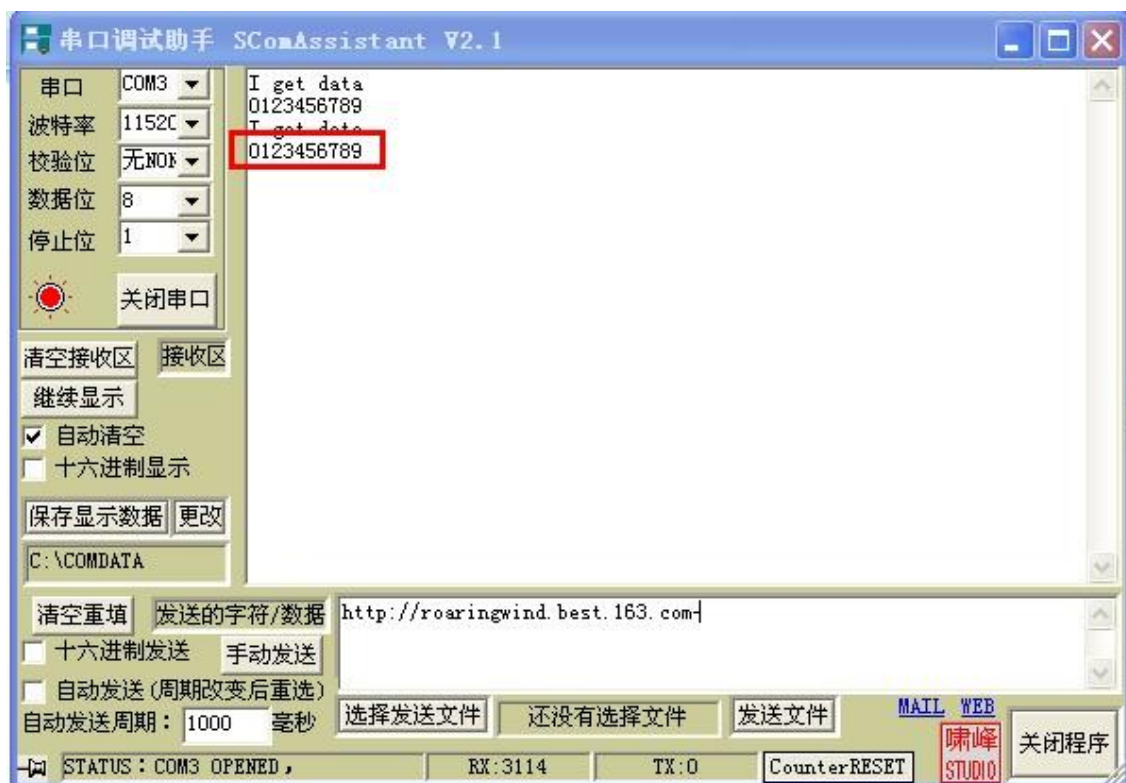 串口调试助手 SComAssistant V2.1
串口 COM3
波特率 11520
校验位 无NON
数据位 8
停止位 1
关闭串口
清空接收区 接收区
继续显示
自动清空
十六进制显示
保存显示数据 更改
C:\COMDATA
I get data
0123456789
I get data
0123456789
清空重填 发送的字符/数据
http://roaringwind.best.163.com
十六进制发送 手动发送
自动发送(周期改变后重选)
自动发送周期: 1000 毫秒
选择发送文件 还没有选择文件 发送文件
MAIL WEB
啸峰
STUDIO
关闭程序
STATUS:COM3 OPENED, RX:3114 TX:0 CounterRESET